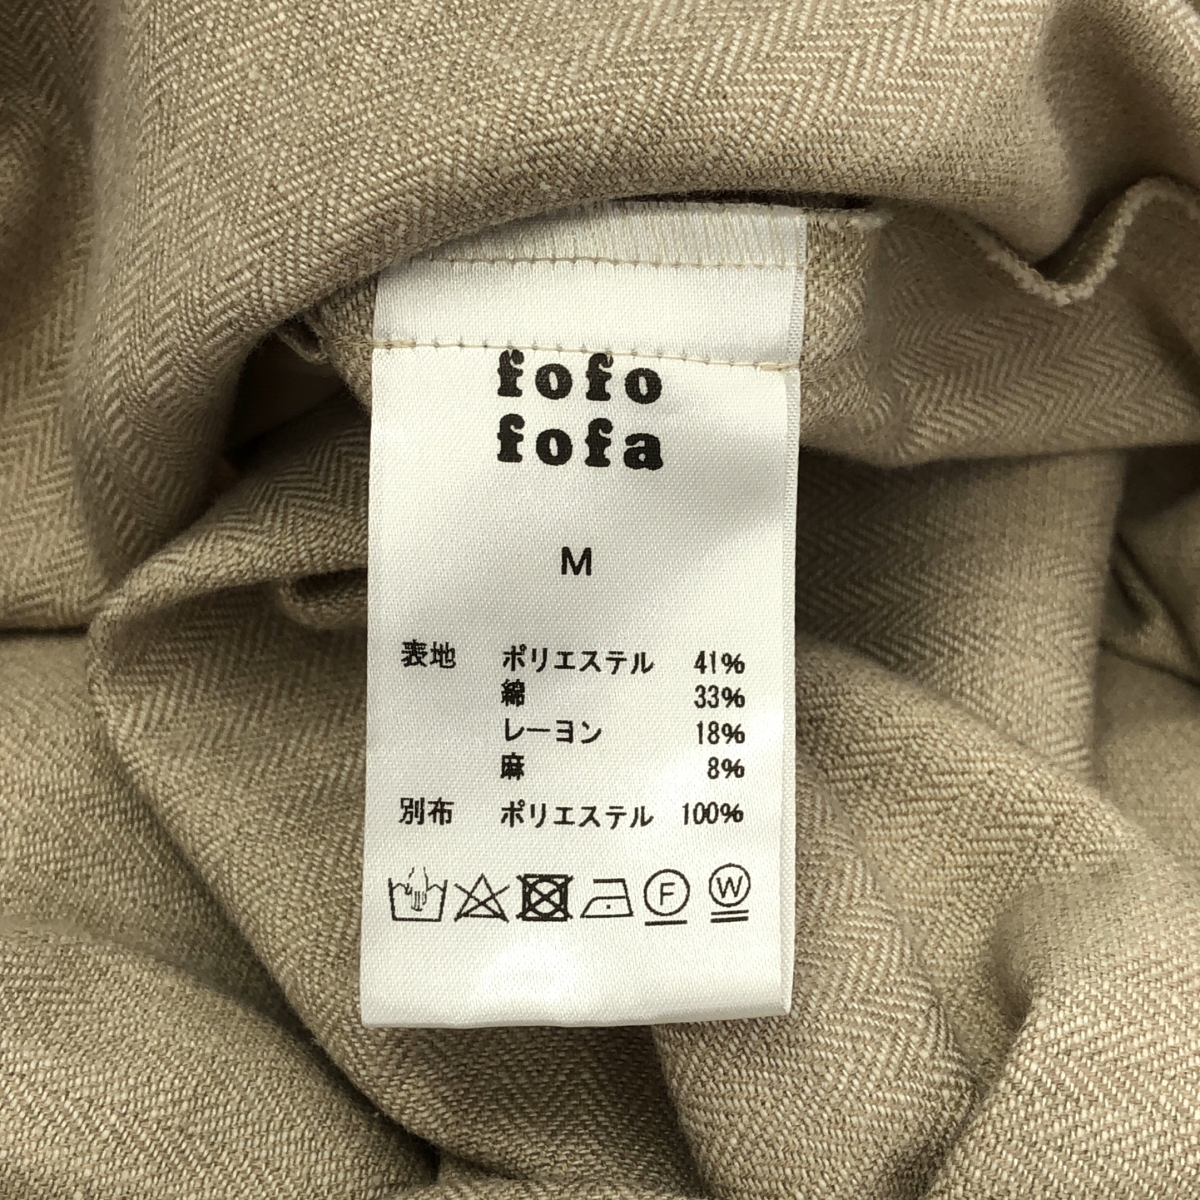 fofo
fofa
M
表地 ポリエステル 41%
綿 33%
レーヨン 18%
麻 8%
別布 ポリエステル 100%
F W